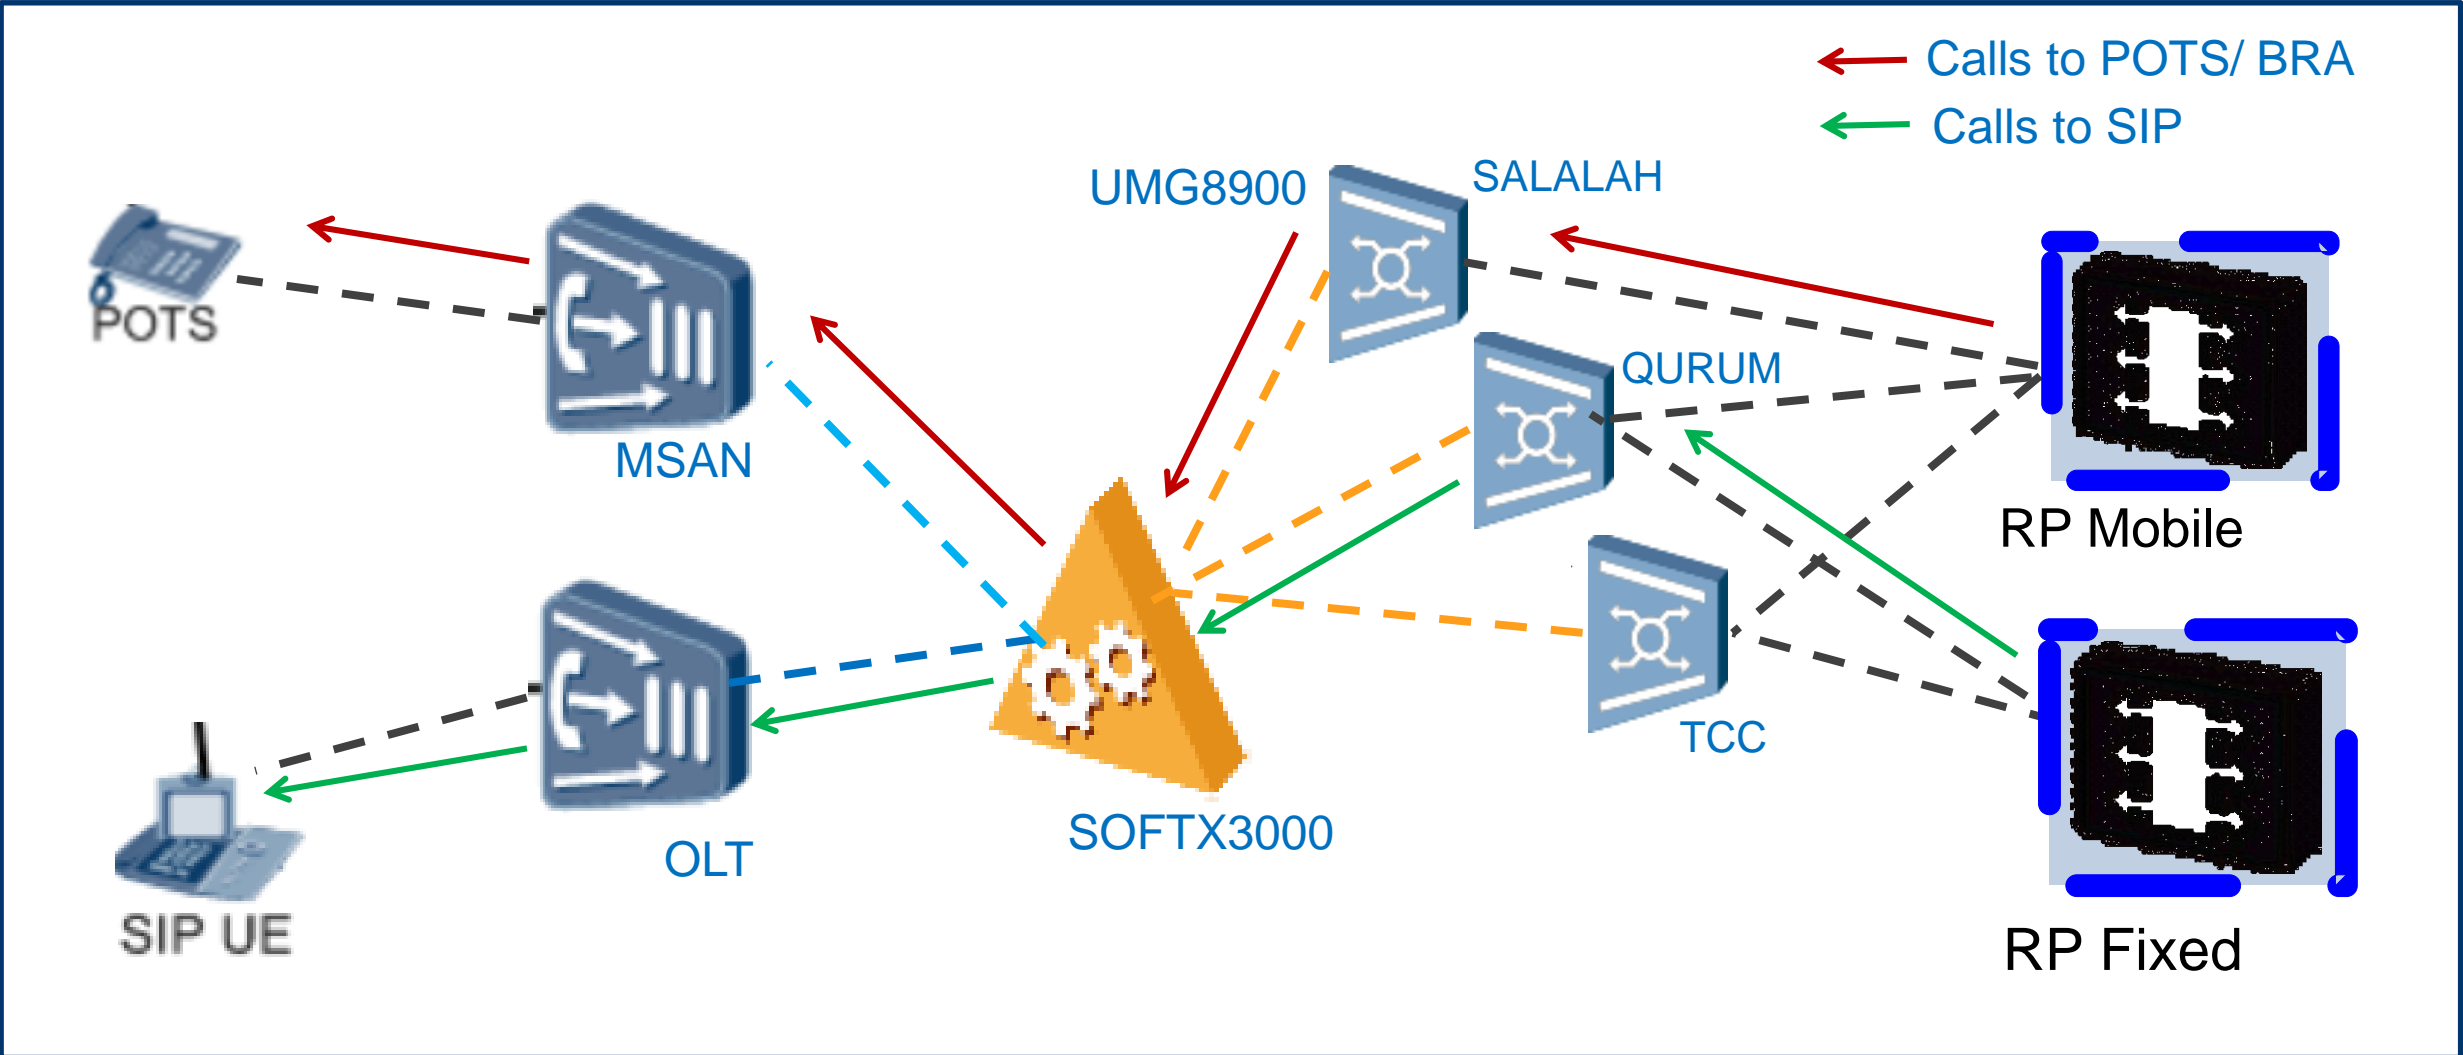 Calls to POTS/ BRA
Calls to SIP
UMG8900
SALALAH
POTS
QURUM
MSAN
RP Mobile
TCC
SOFTX3000
OLT
SIP UE
RP Fixed